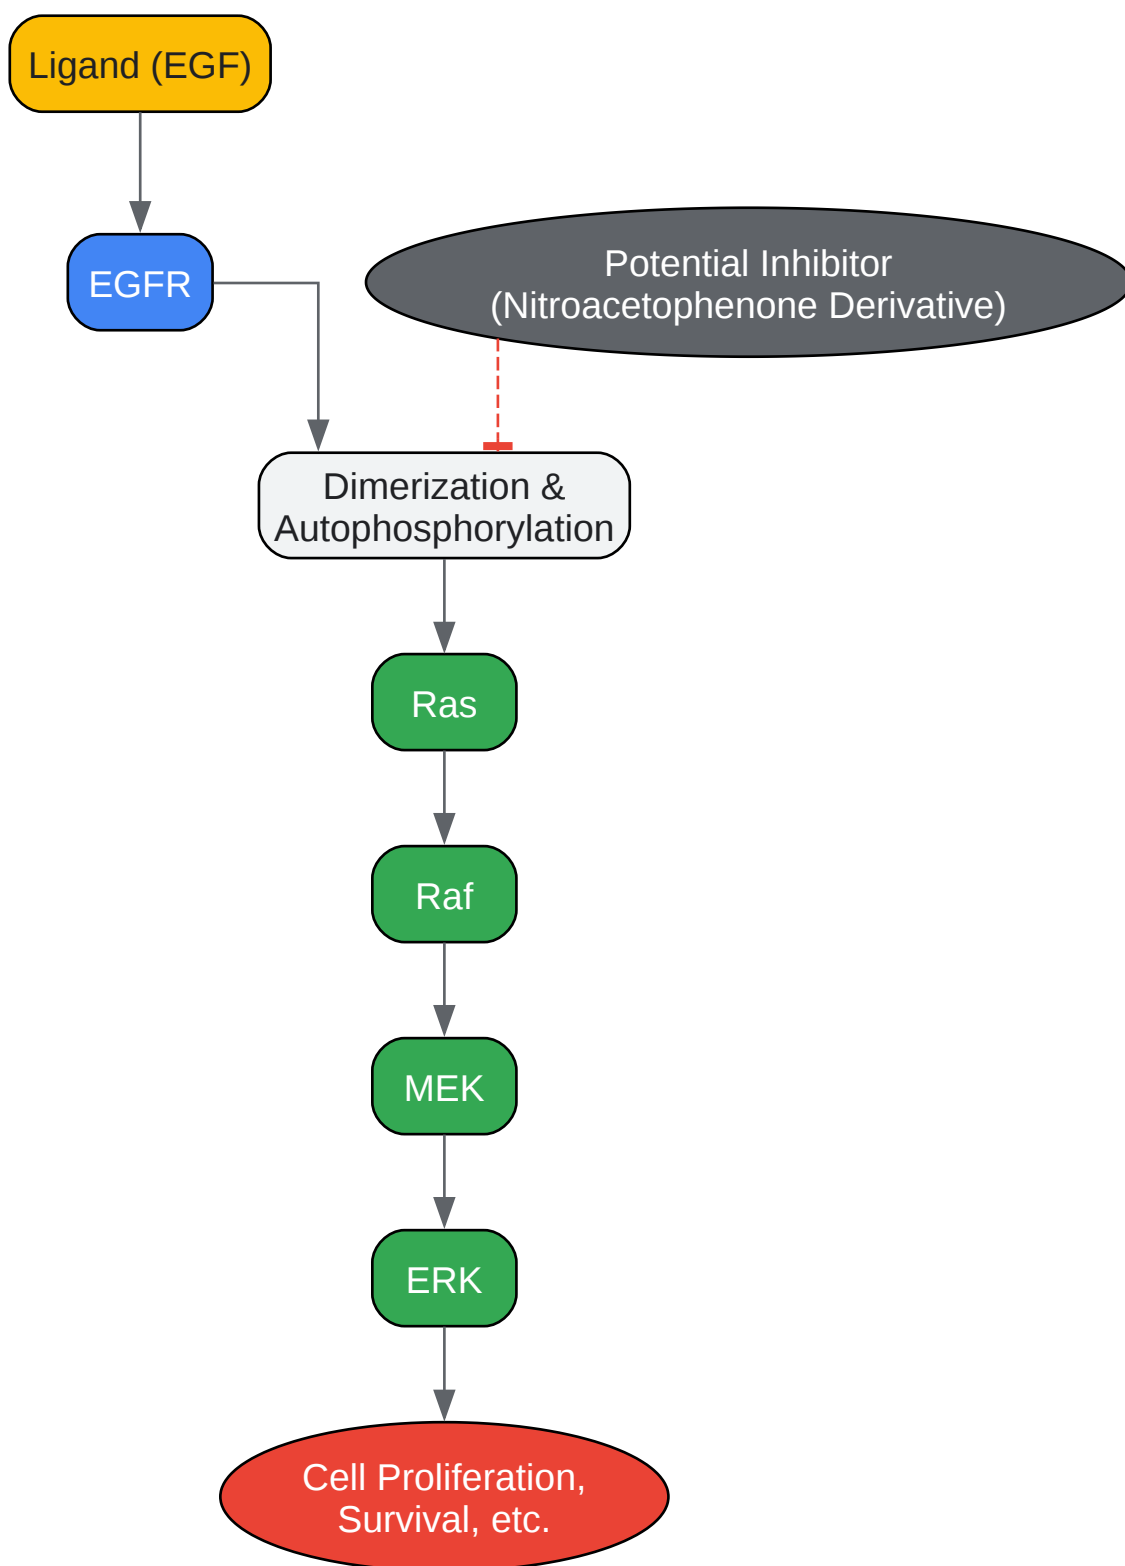 Ligand (EGF)
EGFR
Potential Inhibitor
(Nitroacetophenone Derivative)
Dimerization &
Autophosphorylation
Ras
Raf
MEK
ERK
Cell Proliferation,
Survival, etc.